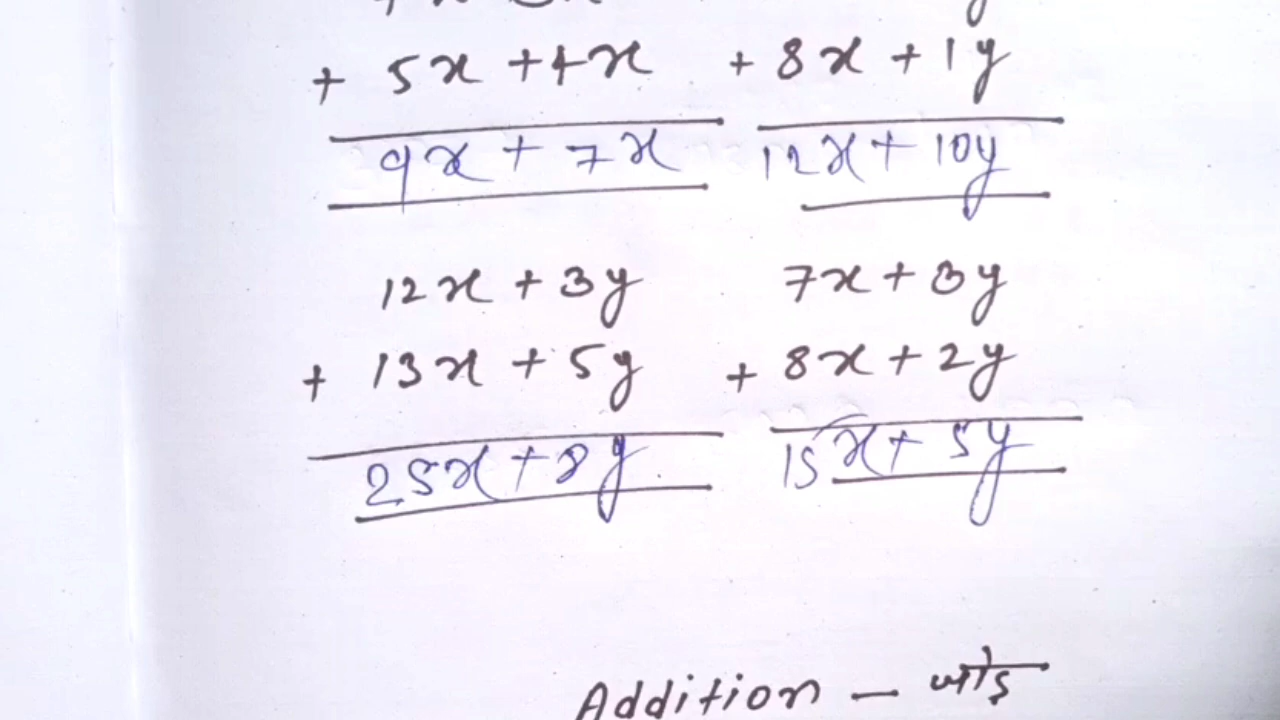 + 5x + 4x + 8x + 1y
9x + 7x 12x + 10y
12x + 3y 7x + 3y
+ 13x + 5y + 8x + 2y
25x + 8y 15x + 5y
Addition – जोड़